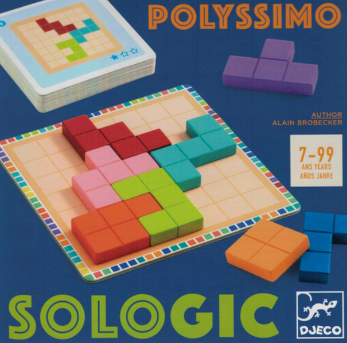 POLYSSIMO
AUTHOR
ALAIN BROBECKER
7-99
ANS YEARS
AÑOS JAHRE
SOLOGIC
DJECO